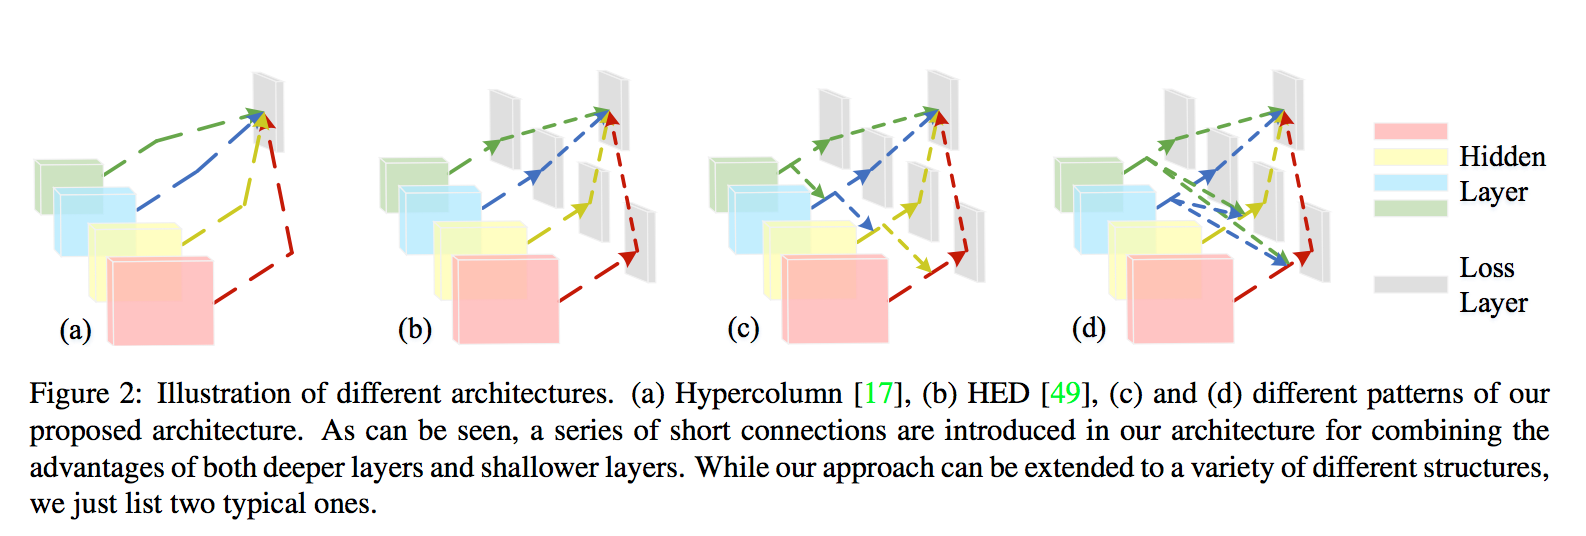 Hidden
Layer
Loss
Layer
(a)
(b)
(c)
(d)
Figure 2: Illustration of different architectures. (a) Hypercolumn [17], (b) HED [49], (c) and (d) different patterns of our
proposed architecture. As can be seen, a series of short connections are introduced in our architecture for combining the
advantages of both deeper layers and shallower layers. While our approach can be extended to a variety of different structures,
we just list two typical ones.